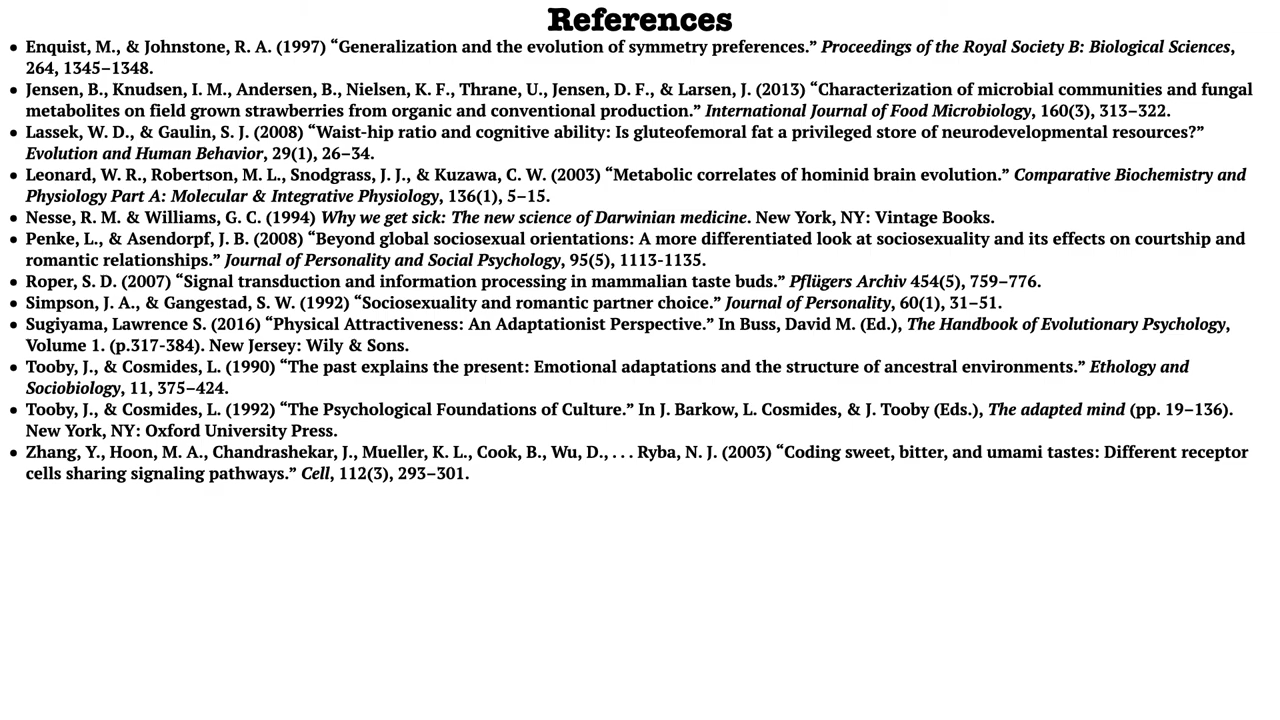 References
• Enquist, M., & Johnstone, R. A. (1997) “Generalization and the evolution of symmetry preferences.” Proceedings of the Royal Society B: Biological Sciences,
264, 1345–1348.
• Jensen, B., Knudsen, I. M., Andersen, B., Nielsen, K. F., Thrane, U., Jensen, D. F., & Larsen, J. (2013) “Characterization of microbial communities and fungal
metabolites on field grown strawberries from organic and conventional production.” International Journal of Food Microbiology, 160(3), 313–322.
• Lassek, W. D., & Gaulin, S. J. (2008) “Waist-hip ratio and cognitive ability: Is gluteofemoral fat a privileged store of neurodevelopmental resources?”
Evolution and Human Behavior, 29(1), 26–34.
• Leonard, W. R., Robertson, M. L., Snodgrass, J. J., & Kuzawa, C. W. (2003) “Metabolic correlates of hominid brain evolution.” Comparative Biochemistry and
Physiology Part A: Molecular & Integrative Physiology, 136(1), 5–15.
• Nesse, R. M. & Williams, G. C. (1994) Why we get sick: The new science of Darwinian medicine. New York, NY: Vintage Books.
• Penke, L., & Asendorpf, J. B. (2008) “Beyond global sociosexual orientations: A more differentiated look at sociosexuality and its effects on courtship and
romantic relationships.” Journal of Personality and Social Psychology, 95(5), 1113-1135.
• Roper, S. D. (2007) “Signal transduction and information processing in mammalian taste buds.” Pflügers Archiv 454(5), 759–776.
• Simpson, J. A., & Gangestad, S. W. (1992) “Sociosexuality and romantic partner choice.” Journal of Personality, 60(1), 31–51.
• Sugiyama, Lawrence S. (2016) “Physical Attractiveness: An Adaptationist Perspective.” In Buss, David M. (Ed.), The Handbook of Evolutionary Psychology,
Volume 1. (p.317-384). New Jersey: Wily & Sons.
• Tooby, J., & Cosmides, L. (1990) “The past explains the present: Emotional adaptations and the structure of ancestral environments.” Ethology and
Sociobiology, 11, 375–424.
• Tooby, J., & Cosmides, L. (1992) “The Psychological Foundations of Culture.” In J. Barkow, L. Cosmides, & J. Tooby (Eds.), The adapted mind (pp. 19–136).
New York, NY: Oxford University Press.
• Zhang, Y., Hoon, M. A., Chandrashekar, J., Mueller, K. L., Cook, B., Wu, D., . . . Ryba, N. J. (2003) “Coding sweet, bitter, and umami tastes: Different receptor
cells sharing signaling pathways.” Cell, 112(3), 293–301.